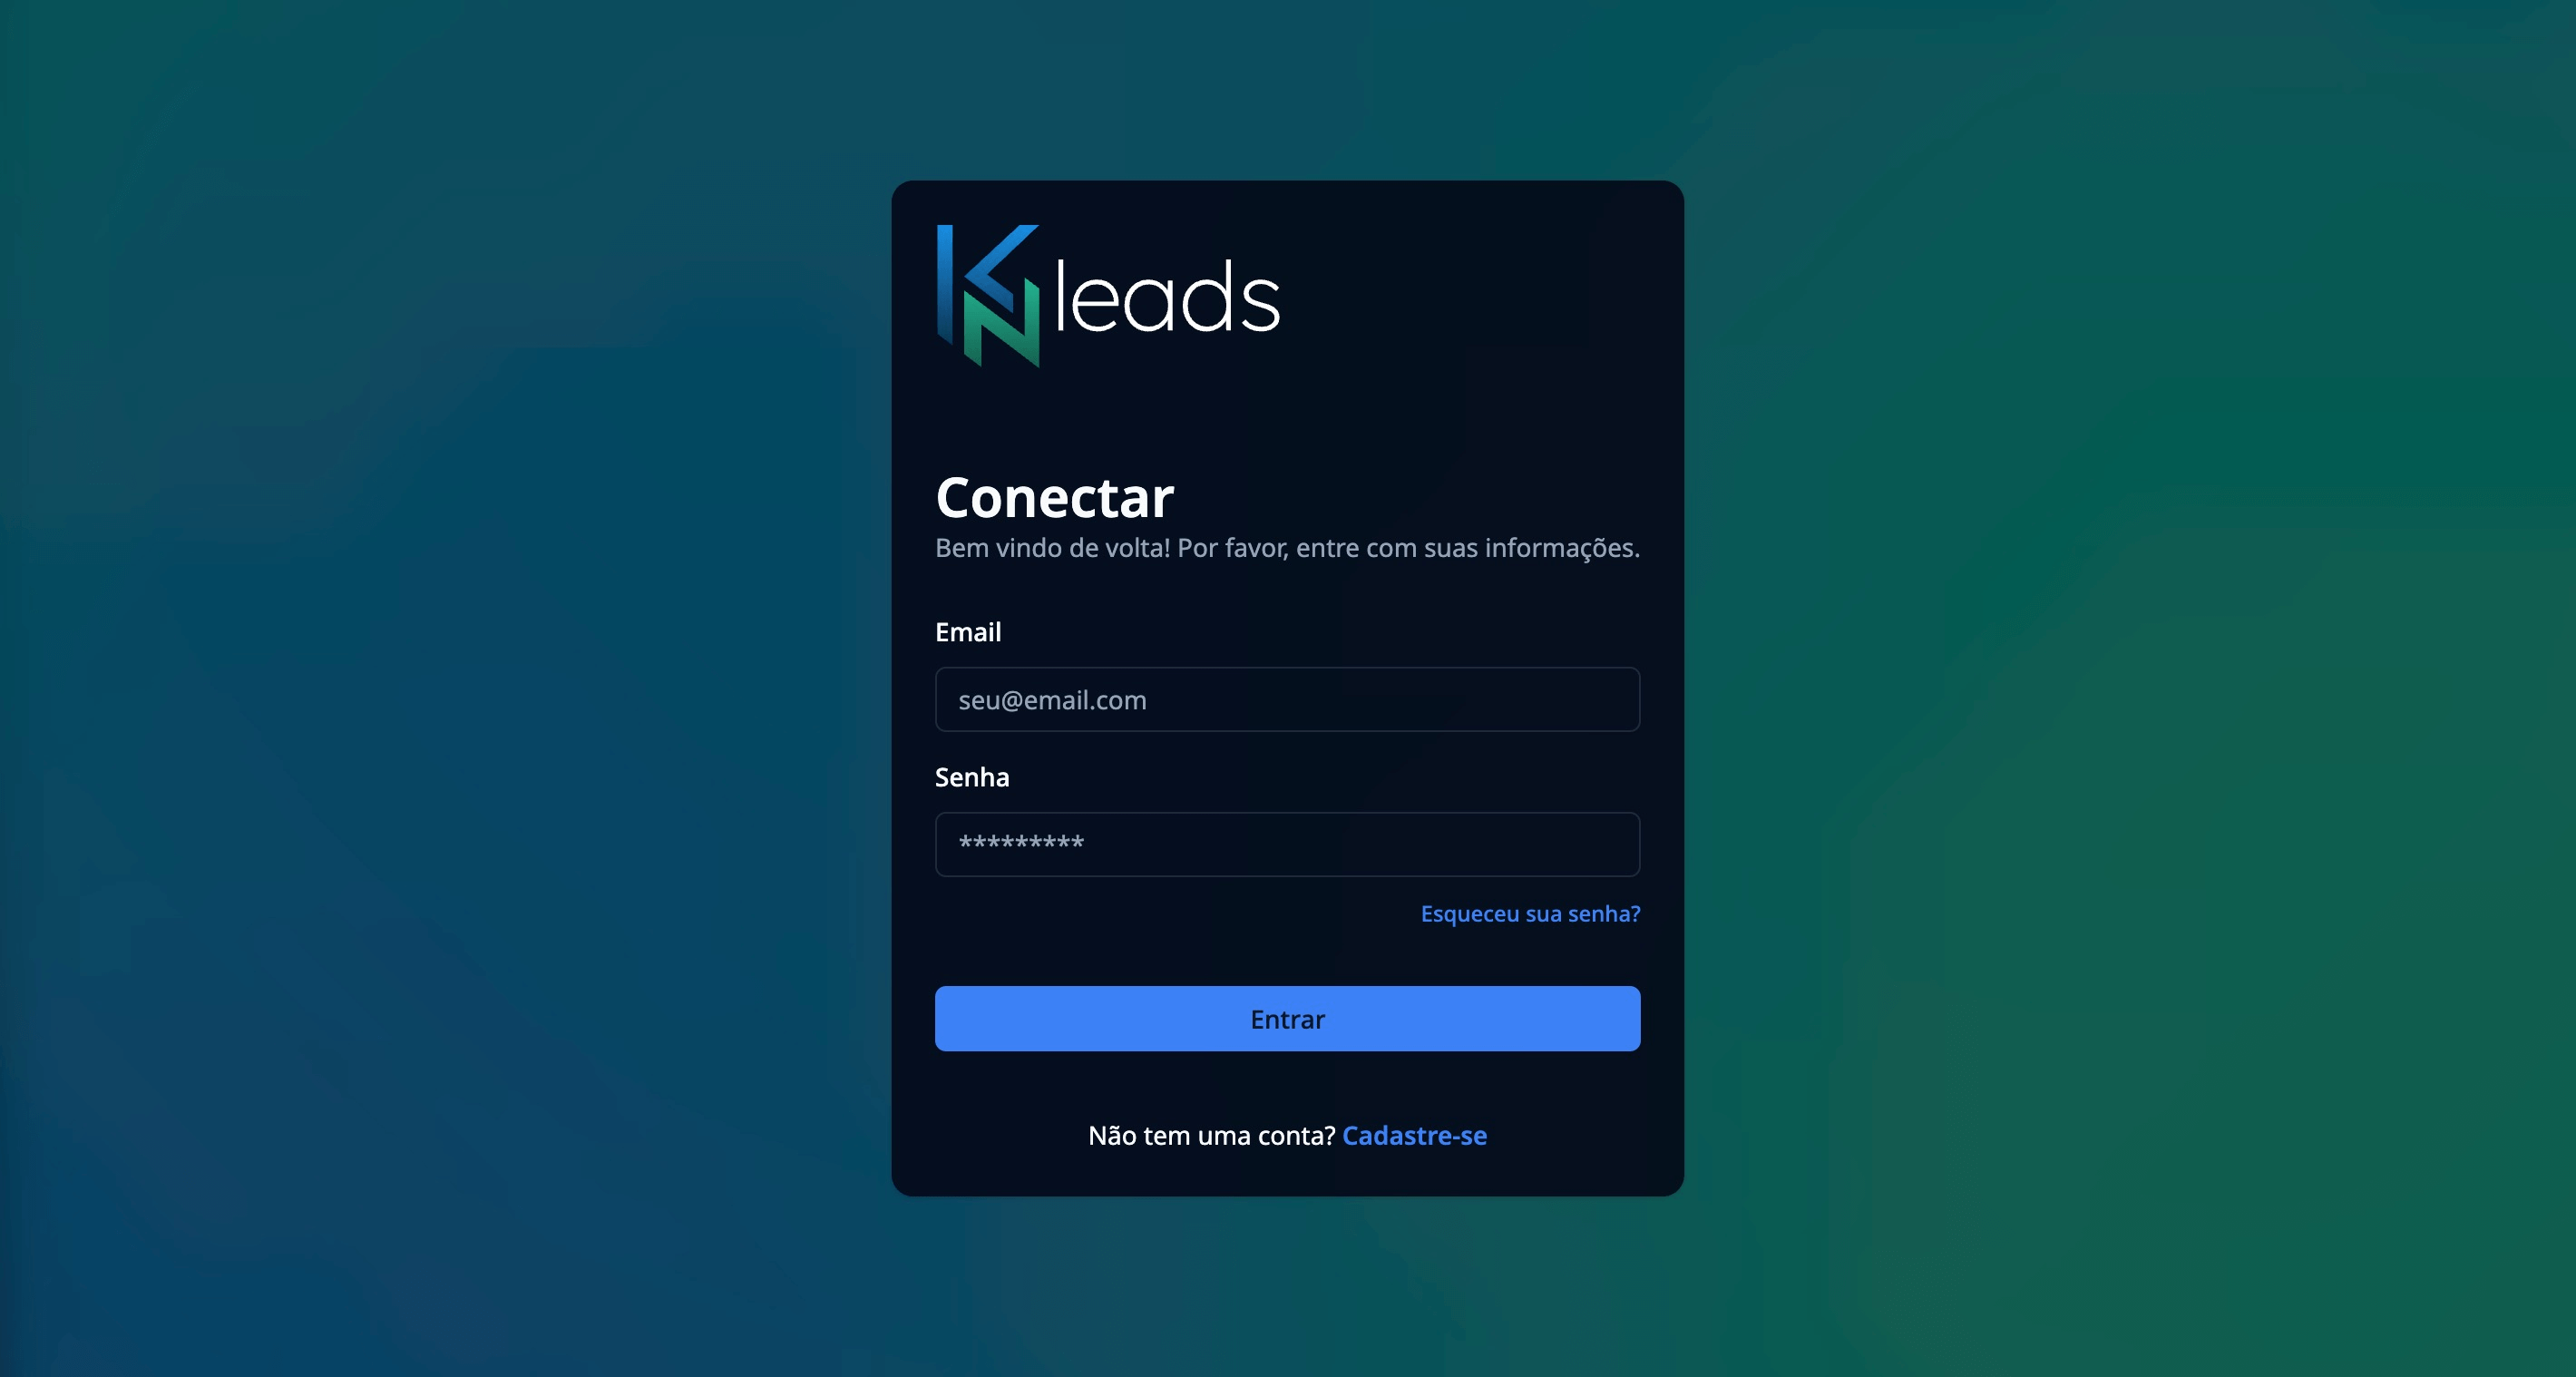 KN leads
Conectar
Bem vindo de volta! Por favor, entre com suas informações.
Email
seu@email.com
Senha
*********
Esqueceu sua senha?
Entrar
Não tem uma conta? Cadastre-se